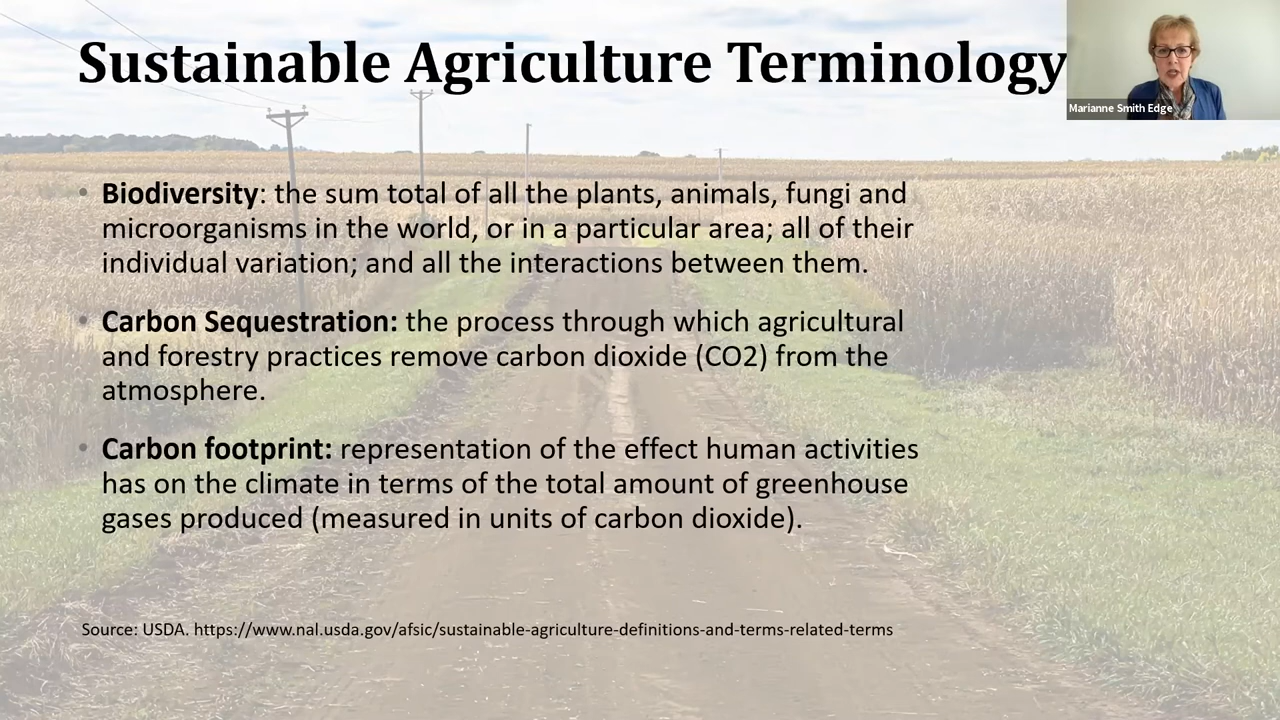 Sustainable Agriculture Terminology
Marianne Smith Edge
• Biodiversity: the sum total of all the plants, animals, fungi and
microorganisms in the world, or in a particular area; all of their
individual variation; and all the interactions between them.
• Carbon Sequestration: the process through which agricultural
and forestry practices remove carbon dioxide (CO2) from the
atmosphere.
• Carbon footprint: representation of the effect human activities
has on the climate in terms of the total amount of greenhouse
gases produced (measured in units of carbon dioxide).
Source: USDA. https://www.nal.usda.gov/afsic/sustainable-agriculture-definitions-and-terms-related-terms